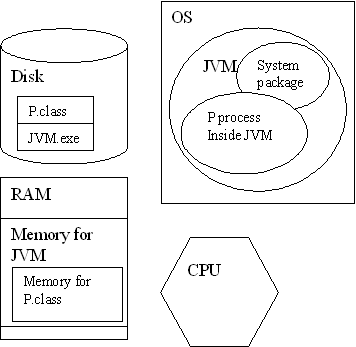 Disk
P.class
JVM.exe
OS
JVM
System
package
P process
Inside JVM
RAM
Memory for
JVM
Memory for
P.class
CPU